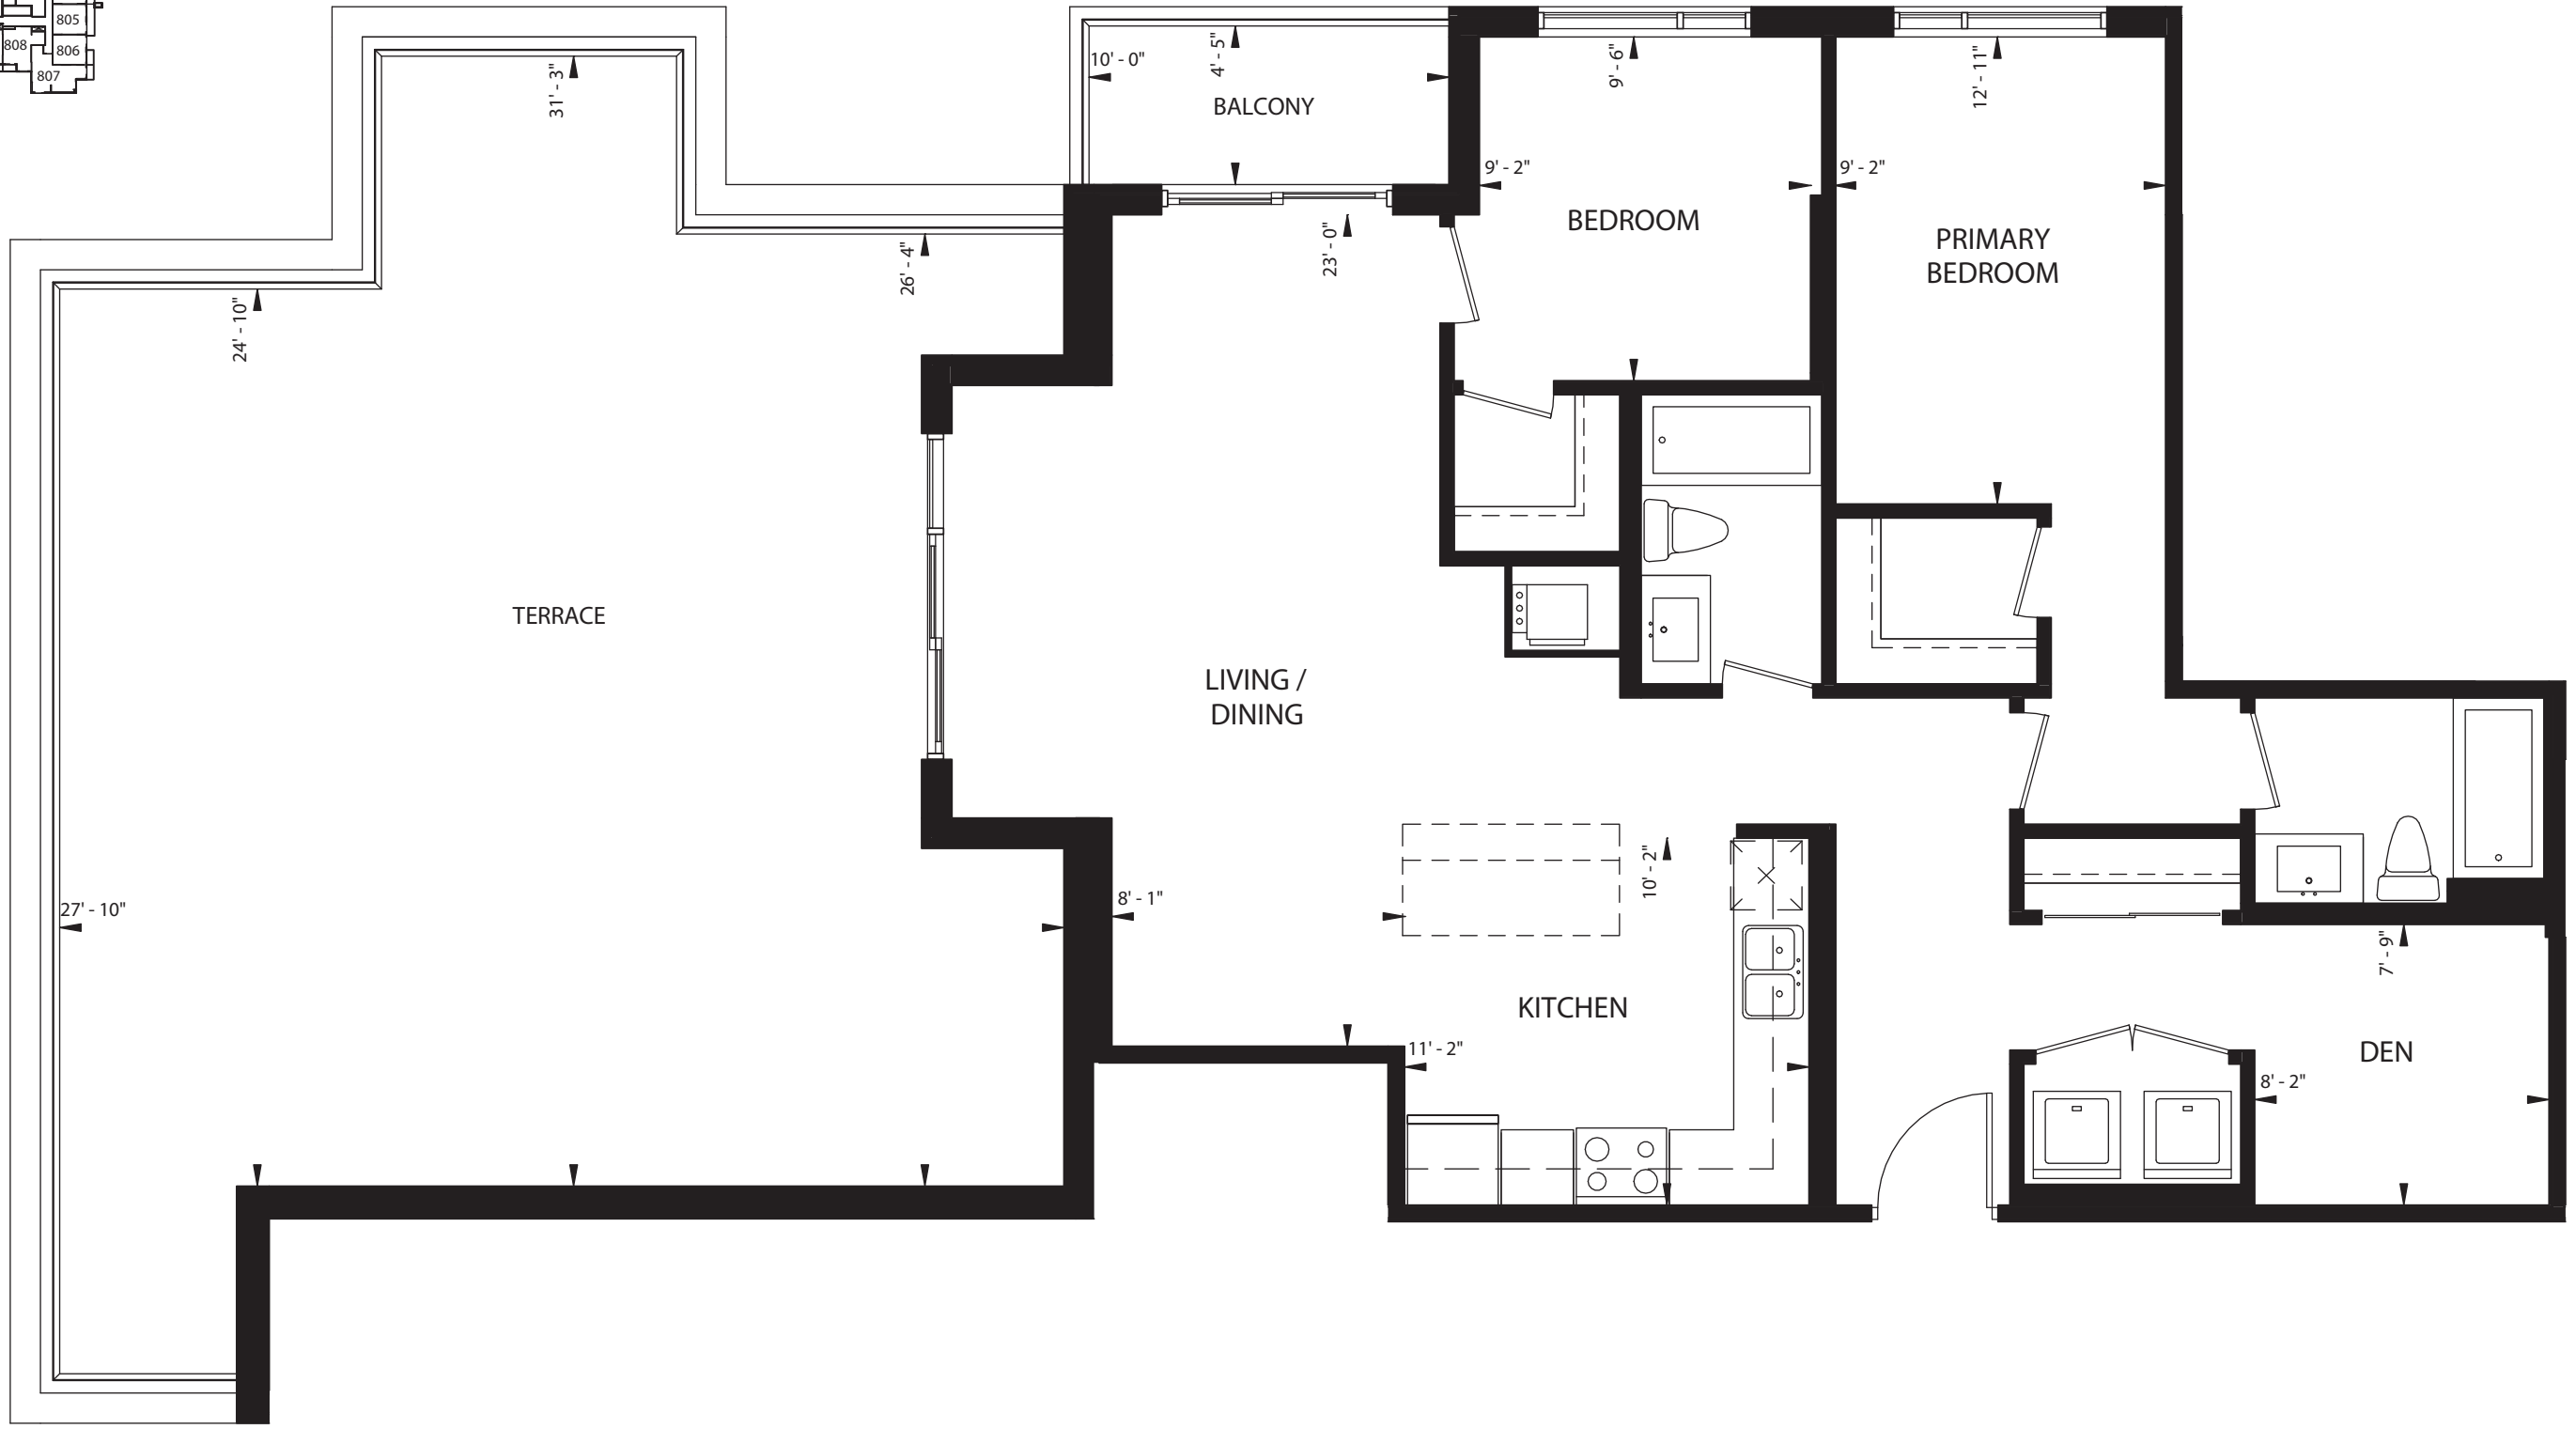 805
808
806
807
31' - 3"
10' - 0"
4' - 5"
BALCONY
9' - 6"
12' - 11"
9' - 2"
9' - 2"
BEDROOM
PRIMARY
BEDROOM
24' - 10"
26' - 4"
23' - 0"
TERRACE
LIVING /
DINING
27' - 10"
8' - 1"
10' - 2"
KITCHEN
11' - 2"
7' - 9"
DEN
8' - 2"